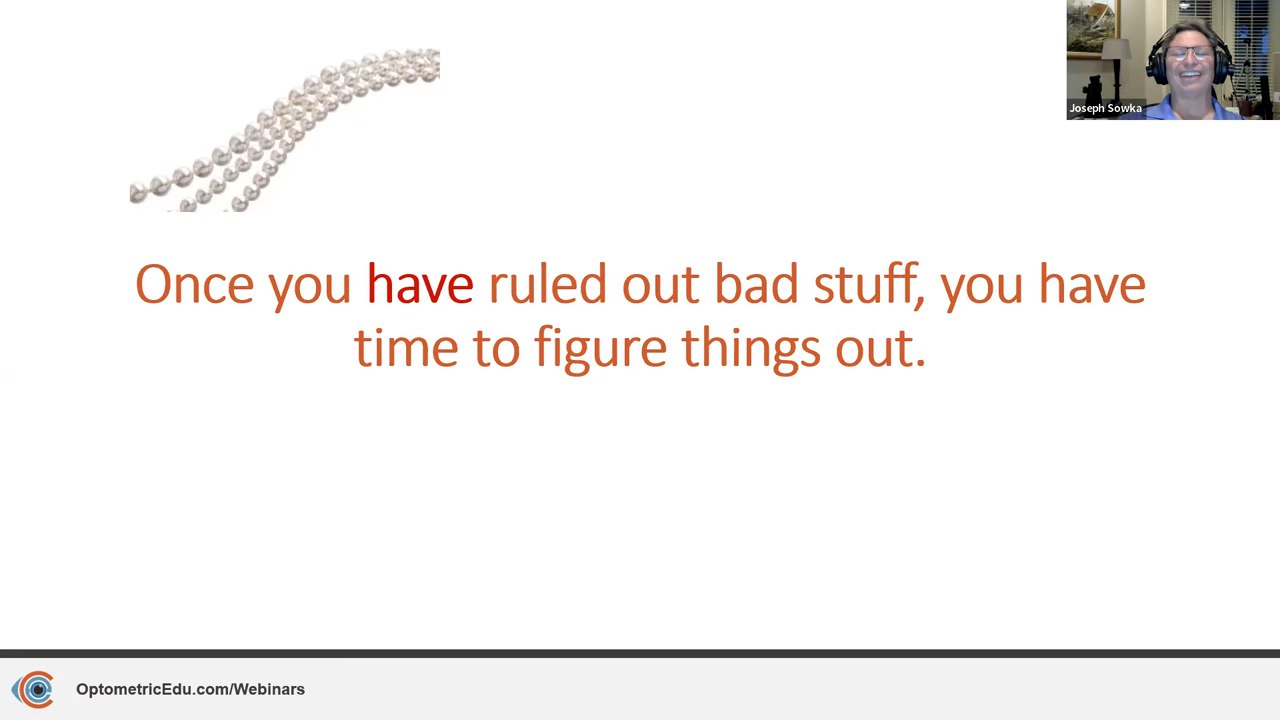 Joseph Sowka
Once you have ruled out bad stuff, you have
time to figure things out.
OptometricEdu.com/Webinars